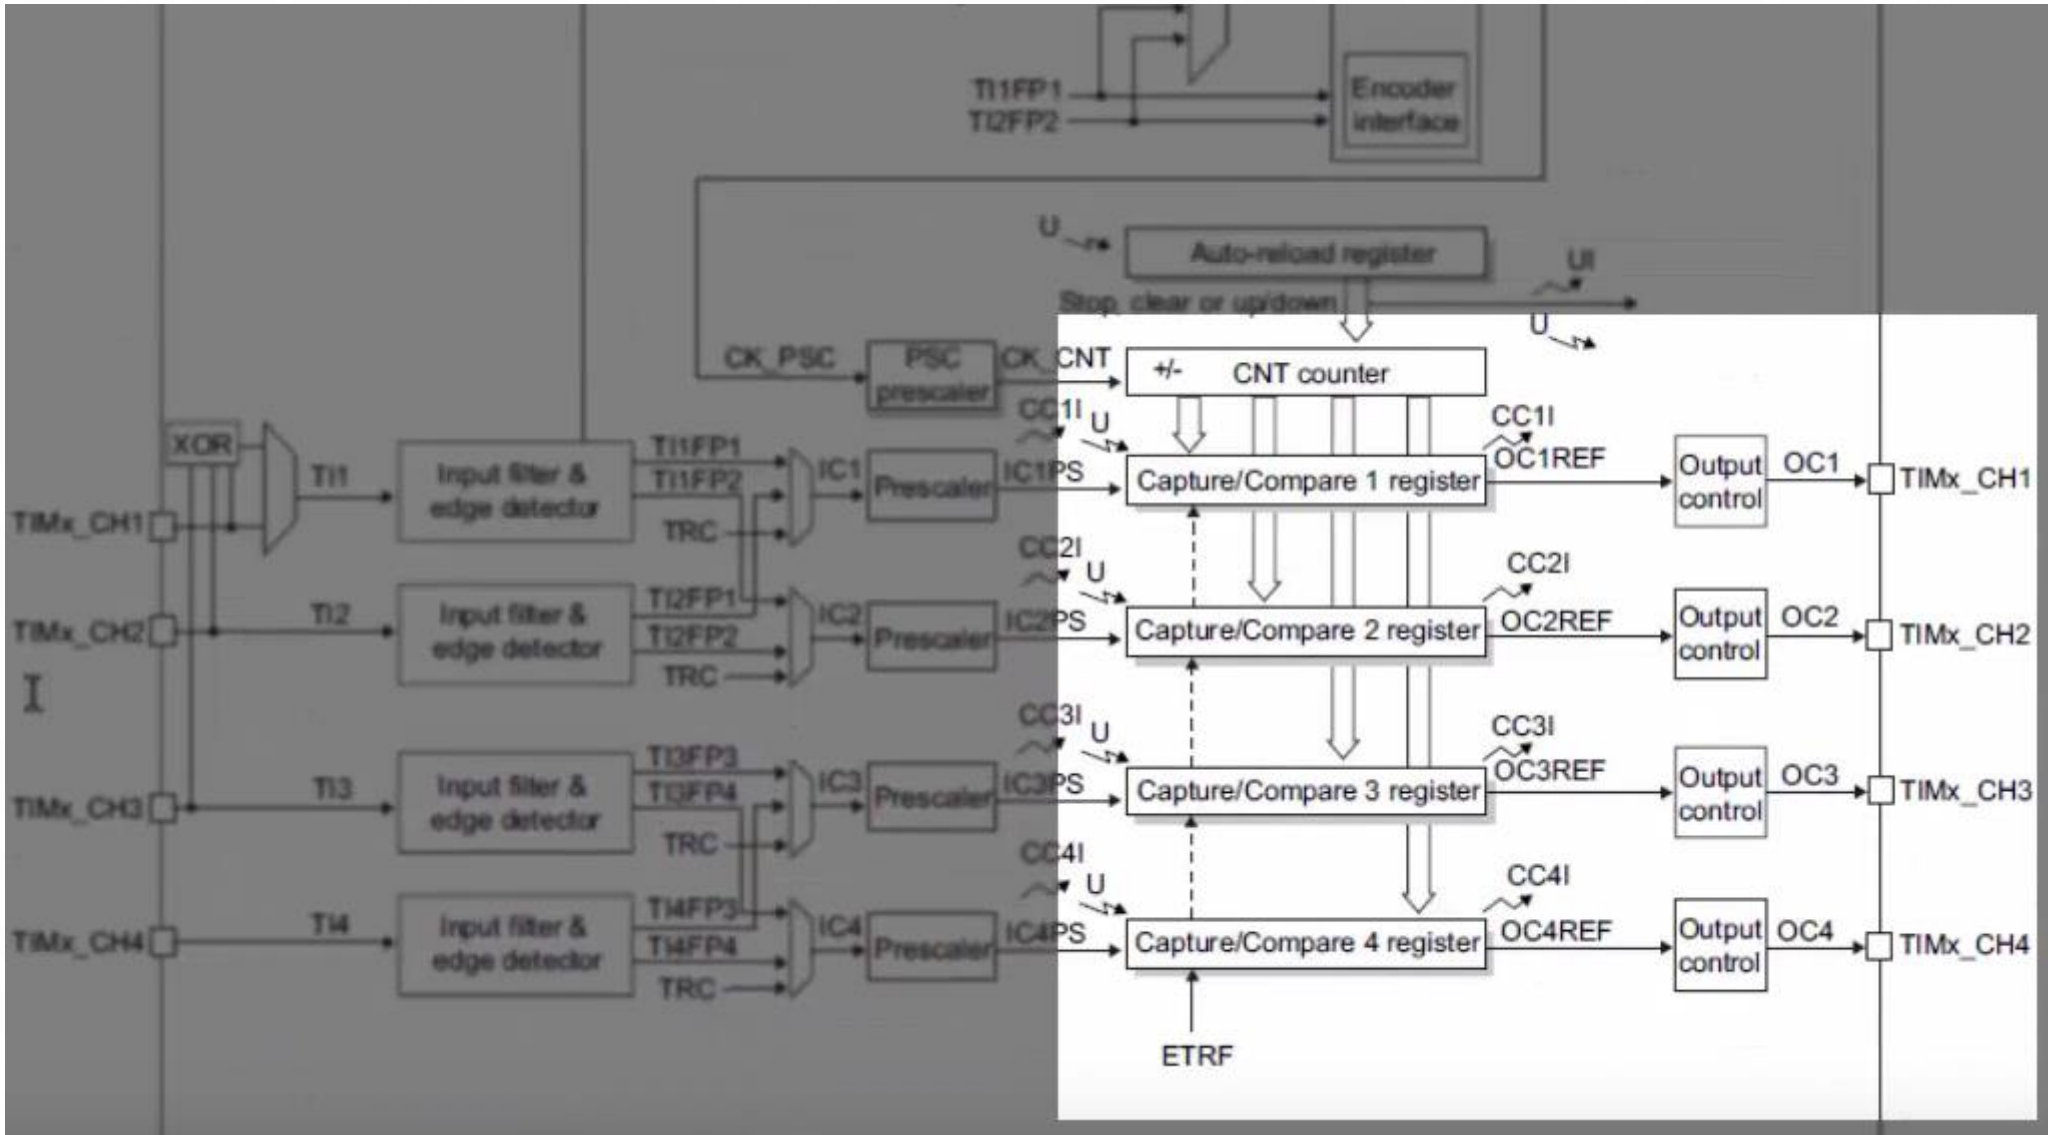 TI1FP1
TI2FP2
Encoder
interface
U
Auto-reload register
UI
Stop, clear or up/down
U
CK_PSC
PSC
prescaler
CK_CNT
+/-
CNT counter
XOR
TI1
Input filter &
edge detector
TI1FP1
TI1FP2
TRC
IC1
Prescaler
IC1PS
CC1I
U
Capture/Compare 1 register
CC1I
OC1REF
Output
control
OC1
TIMx_CH1
TIMx_CH1
TIMx_CH2
TI2
Input filter &
edge detector
TI2FP1
TI2FP2
TRC
IC2
Prescaler
IC2PS
CC2I
U
Capture/Compare 2 register
CC2I
OC2REF
Output
control
OC2
TIMx_CH2
TIMx_CH3
TI3
Input filter &
edge detector
TI3FP3
TI3FP4
TRC
IC3
Prescaler
IC3PS
CC3I
U
Capture/Compare 3 register
CC3I
OC3REF
Output
control
OC3
TIMx_CH3
TIMx_CH4
TI4
Input filter &
edge detector
TI4FP3
TI4FP4
TRC
IC4
Prescaler
IC4PS
CC4I
U
Capture/Compare 4 register
CC4I
OC4REF
Output
control
OC4
TIMx_CH4
ETRF